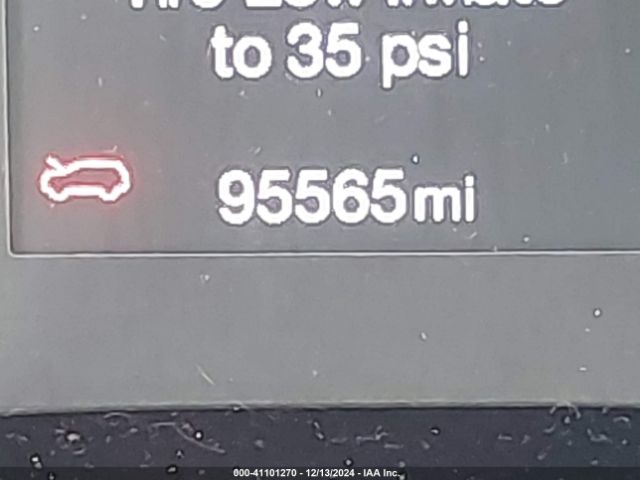 to 35 psi
95565mi
000-41101270 - 12/13/2024 - IAA Inc.